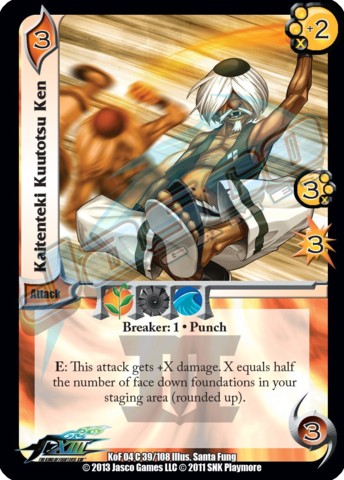 3
+2
X
Kaitenteki Kuutotsu Ken
3
X
3
Attack
Breaker: 1 • Punch
E: This attack gets +X damage. X equals half
the number of face down foundations in your
staging area (rounded up).
XIII
3
KoF.04 C 39/108 Illus. Santa Fung
© 2013 Jasco Games LLC © 2011 SNK Playmore